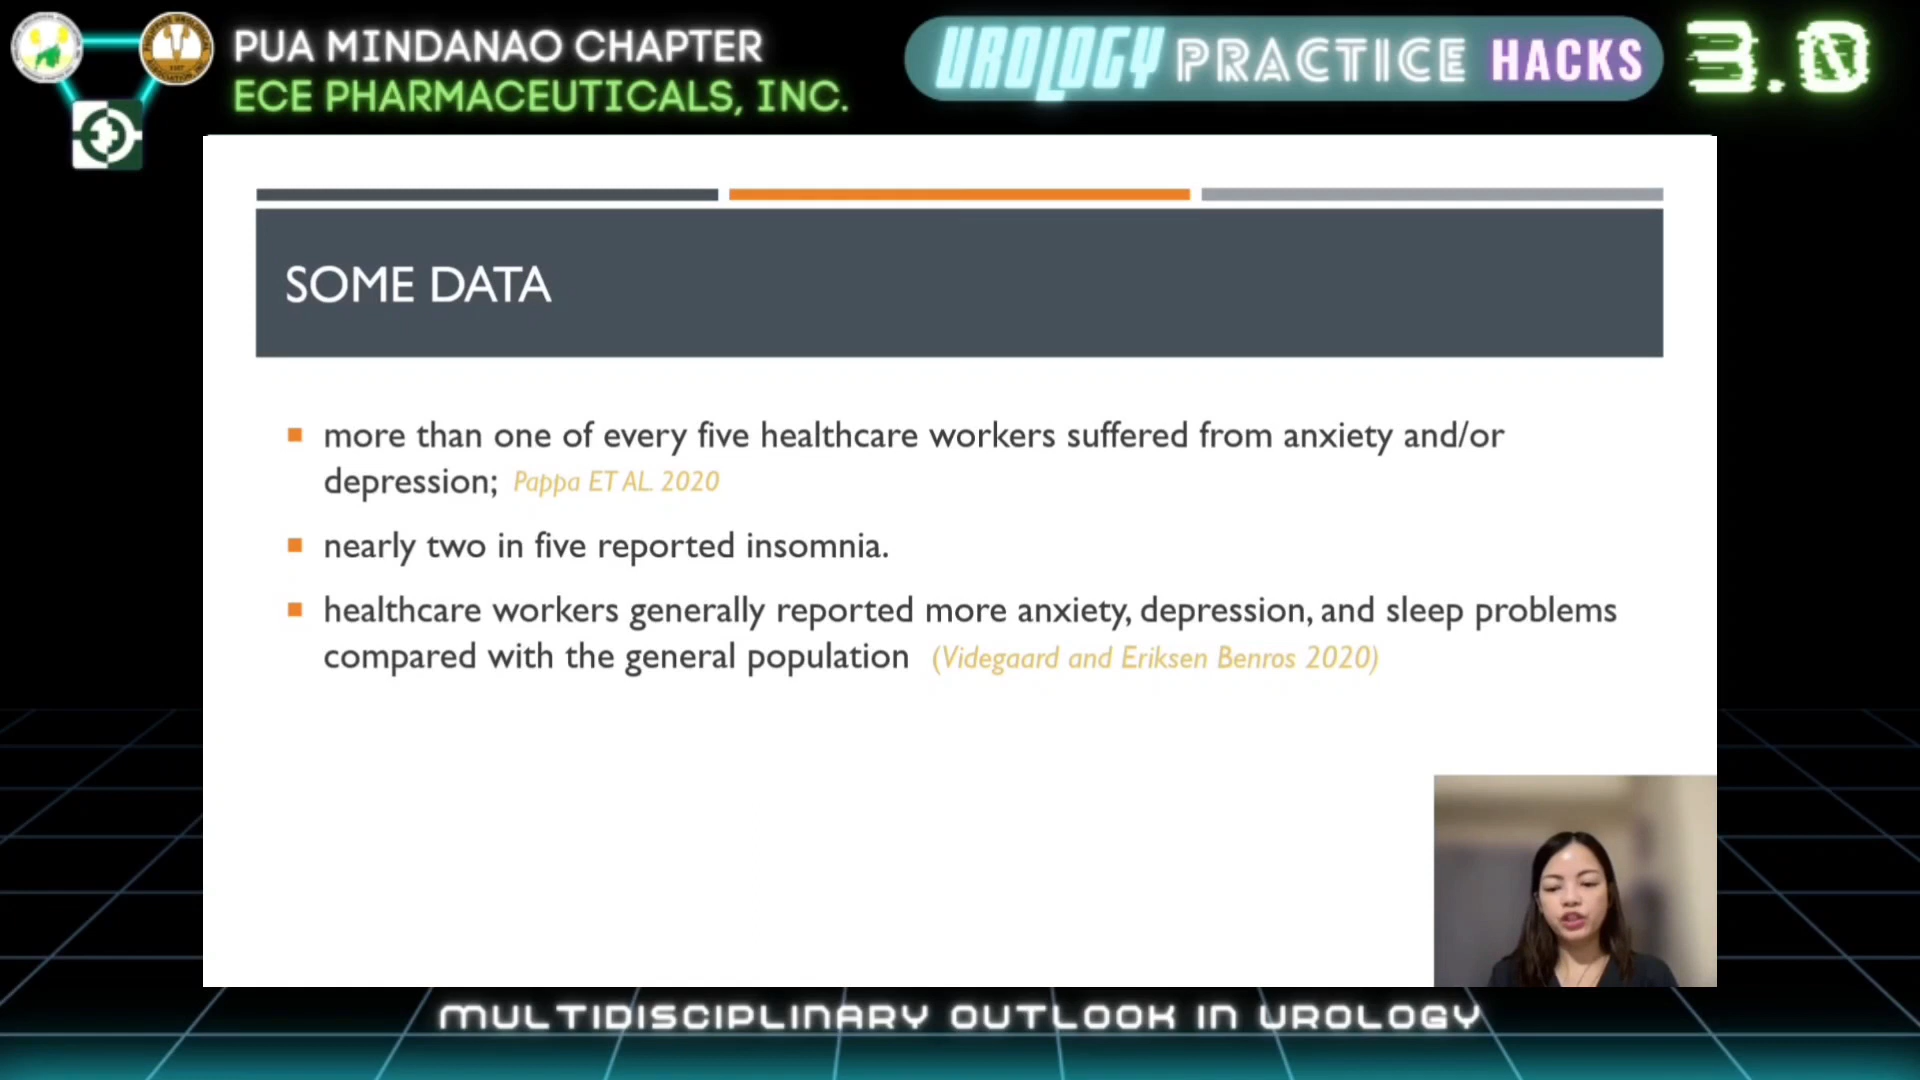 PUA MINDANAO CHAPTER
ECE PHARMACEUTICALS, INC.
UROLOGY PRACTICE HACKS 3.0
SOME DATA
more than one of every five healthcare workers suffered from anxiety and/or
depression; Pappa ET AL. 2020
nearly two in five reported insomnia.
healthcare workers generally reported more anxiety, depression, and sleep problems
compared with the general population (Videgaard and Eriksen Benros 2020)
MULTIDISCIPLINARY OUTLOOK IN UROLOGY